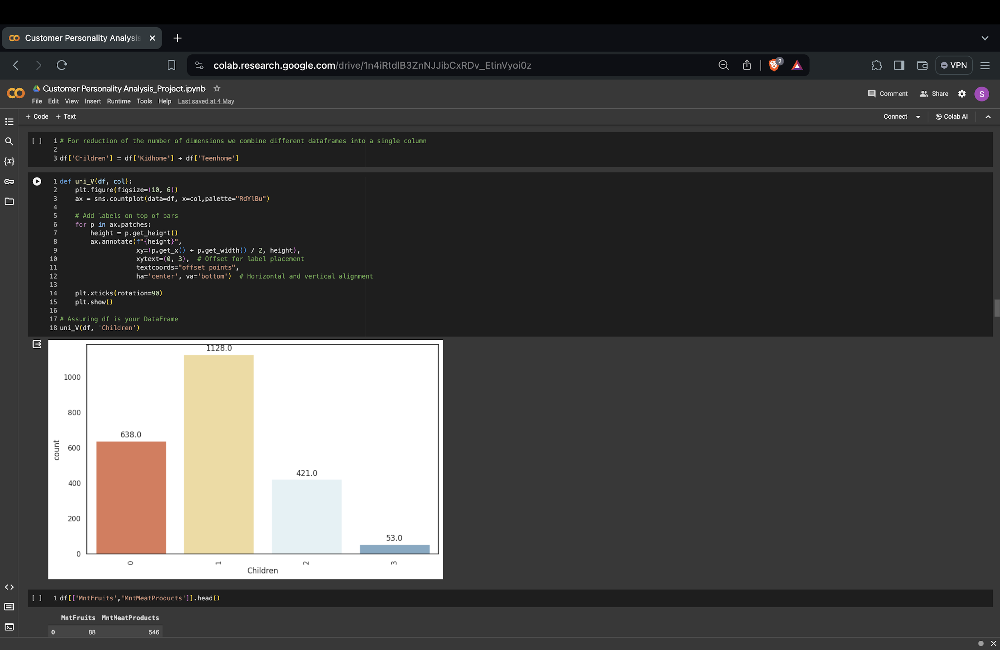 Customer Personality Analysis
colab.research.google.com/drive/1n4iRtdIB3ZnNJJibCxRDv_EtinVyoi0z
2
VPN
Customer Personality Analysis_Project.ipynb
Comment
Share
S
File Edit View Insert Runtime Tools Help Last saved at 4 May
+ Code + Text
Connect
Colab AI
[ ] 1 # For reduction of the number of dimensions we combine different dataframes into a single column
2
3 df['Children'] = df['Kidhome'] + df['Teenhome']
{x}
1 def uni_V(df, col):
2 plt.figure(figsize=(10, 6))
3 ax = sns.countplot(data=df, x=col,palette="RdYlBu")
4
5 # Add labels on top of bars
6 for p in ax.patches:
7 height = p.get_height()
8 ax.annotate(f"{height}",
9 xy=(p.get_x() + p.get_width() / 2, height),
10 xytext=(0, 3), # Offset for label placement
11 textcoords="offset points",
12 ha='center', va='bottom') # Horizontal and vertical alignment
13
14 plt.xticks(rotation=90)
15 plt.show()
16
17 # Assuming df is your DataFrame
18 uni_V(df, 'Children')
1128.0
1000
800
638.0
600
count
421.0
400
200
53.0
0
0 1 2 3
Children
[ ] 1 df[['MntFruits','MntMeatProducts']].head()
MntFruits MntMeatProducts
0 88 546